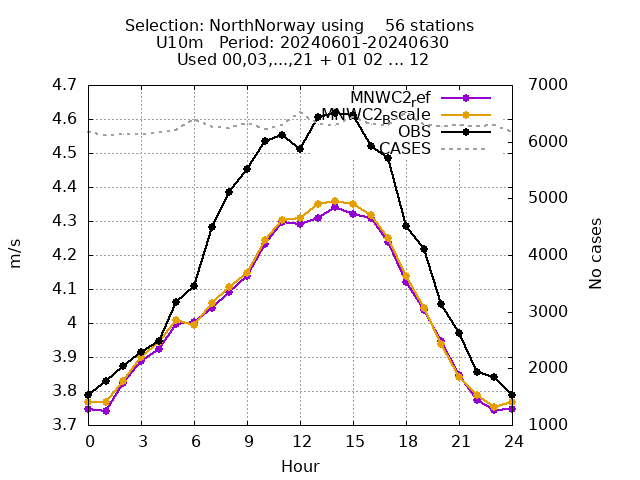 Selection: NorthNorway using    56 stations
U10m   Period: 20240601-20240630
Used 00,03,...,21 + 01 02 ... 12
4.7
4.6
4.5
4.4
4.3
4.2
4.1
4
3.9
3.8
3.7
m/s
7000
6000
5000
4000
3000
2000
1000
No cases
MNWC2_ref
MNWC2_B_scale
OBS
CASES
0 3 6 9 12 15 18 21 24
Hour